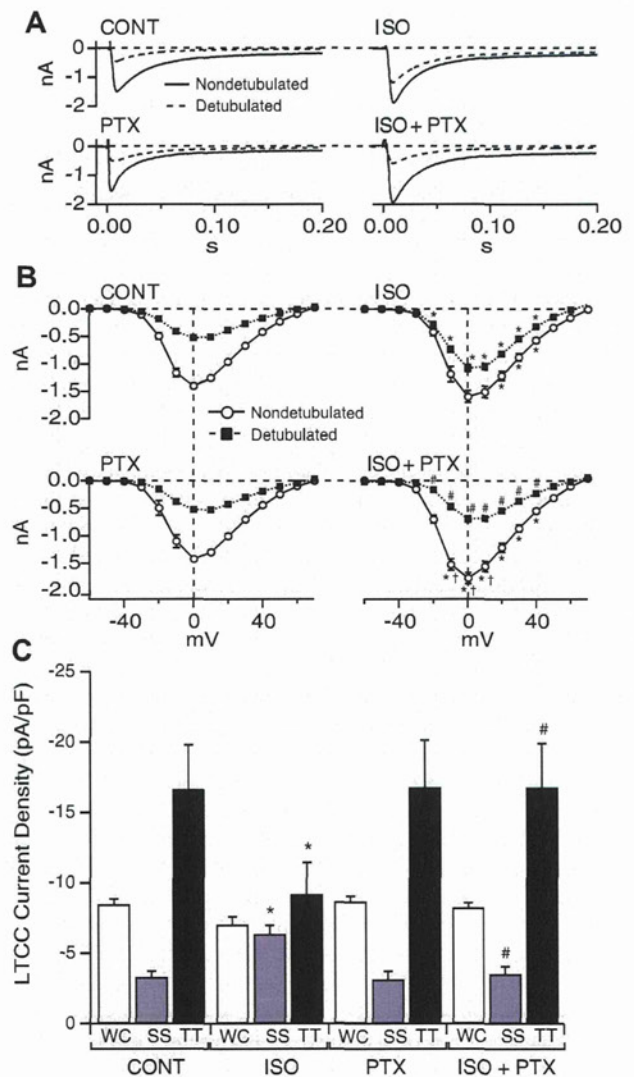 A
CONT
ISO
0
-1
-2
nA
Nondetubulated
Detubulated
PTX
ISO + PTX
0
-1
-2
nA
0.00
0.10
0.20
0.00
0.10
0.20
s
s
B
CONT
ISO
0.0
-0.5
-1.0
-1.5
-2.0
nA
* * * * * * *
* * *
Nondetubulated
Detubulated
PTX
ISO + PTX
0.0
-0.5
-1.0
-1.5
-2.0
nA
# # # # # # #
* * *
*† *† *†
-40
0
40
-40
0
40
mV
mV
C
LTCC Current Density (pA/pF)
-25
-20
-15
-10
-5
0
* *
# #
WC SS TT WC SS TT WC SS TT WC SS TT
CONT ISO PTX ISO + PTX